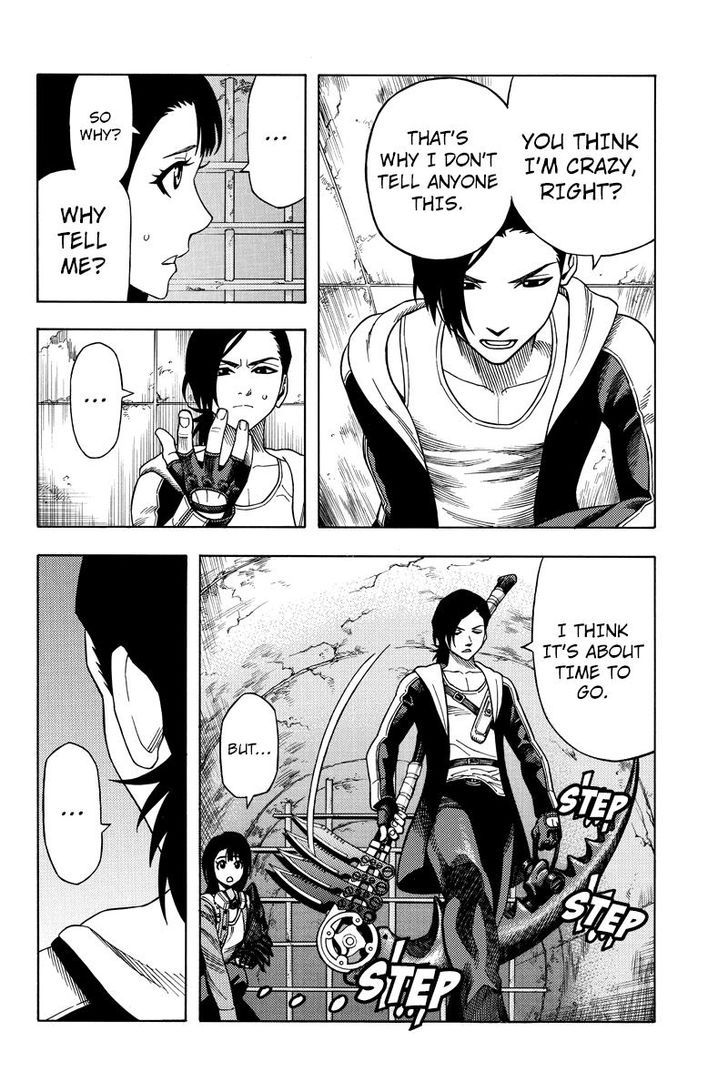 YOU THINK
I'M CRAZY,
RIGHT?
THAT'S
WHY I DON'T
TELL ANYONE
THIS.
...
SO
WHY?
WHY
TELL
ME?
...
I THINK
IT'S ABOUT
TIME TO
GO.
BUT...
STEP
STEP
STEP
...